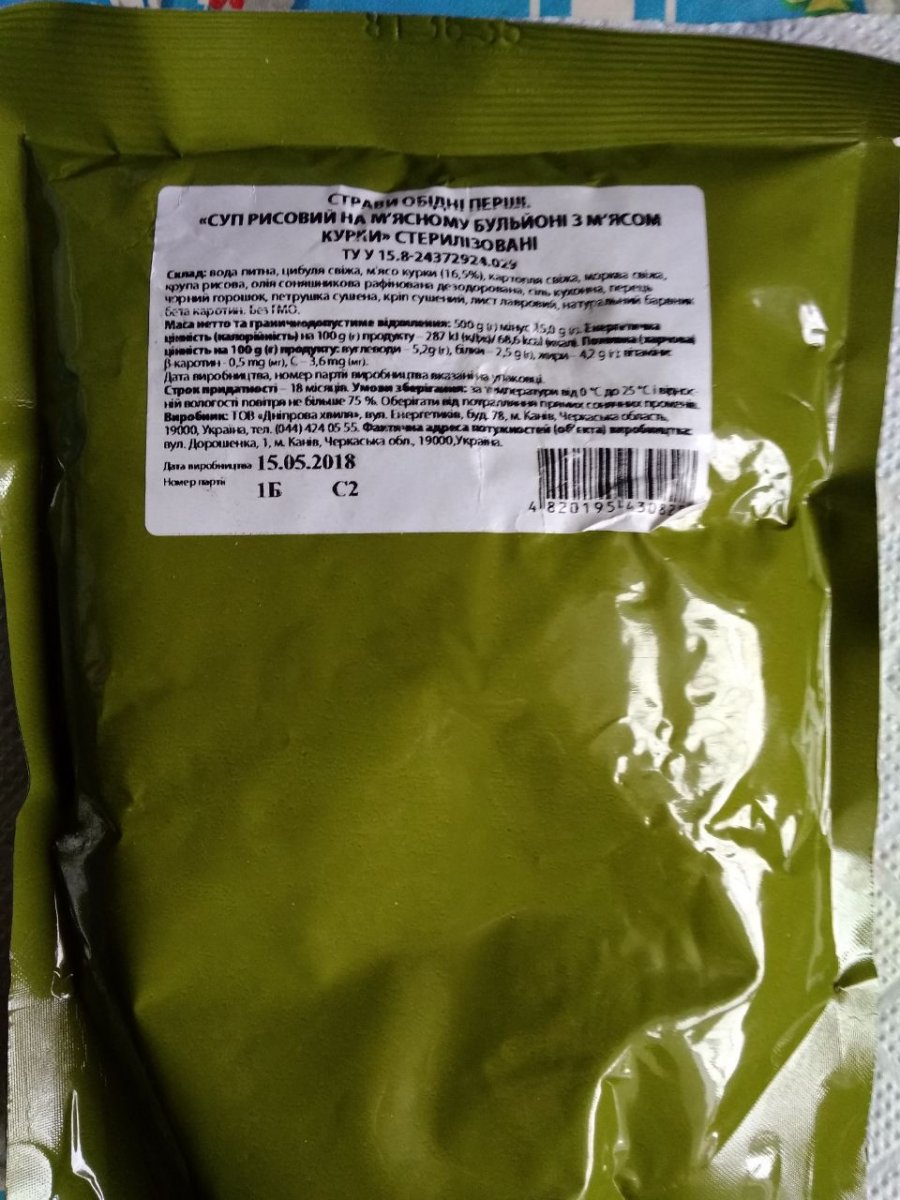 СТРАВИ ОБІДНІ ПЕРШІ.
«СУП РИСОВИЙ НА М'ЯСНОМУ БУЛЬЙОНІ З М'ЯСОМ
КУРКИ» СТЕРИЛІЗОВАНІ
ТУ У 15.8-24372924.029
Склад: вода питна, цибуля свіжа, м'ясо курки (16,5%), картопля свіжа, морква свіжа,
крупа рисова, олія соняшникова рафінована дезодорована, сіль кухонна, перець
чорний горошок, петрушка сушена, кріп сушений, лист лавровий, натуральний барвник
бета каротин. Без ГМО.
Маса нетто та граничнодопустиме відхилення: 500 g (г) мінус 15,0 g (г). Енергетична
цінність (калорійність) на 100 g (г) продукту – 287 kJ (кДж)/ 68,6 kcal (ккал). Поживна (харчова)
цінність на 100 g (г) продукту: вуглеводи – 5,2g (г), білки – 2,5 g (г), жири – 4,2 g (г); вітаміни:
β-каротин - 0,5 mg (мг), С – 3,6 mg (мг).
Дата виробництва, номер партії виробництва вказані на упаковці.
Строк придатності – 18 місяців. Умови зберігання: за температури від 0 °С до 25 °С і віднос-
ній вологості повітря не більше 75 %. Оберігати від потрапляння прямих сонячних променів.
Виробник: ТОВ «Дніпрова хвиля», вул. Енергетиків, буд. 78, м. Канів, Черкаська область,
19000, Україна, тел. (044) 424 05 55. Фактична адреса потужностей (об'єкта) виробництва:
вул. Дорошенка, 1, м. Канів, Черкаська обл., 19000,Україна.
Дата виробництва 15.05.2018
Номер партії 1Б С2
4 820195 43082